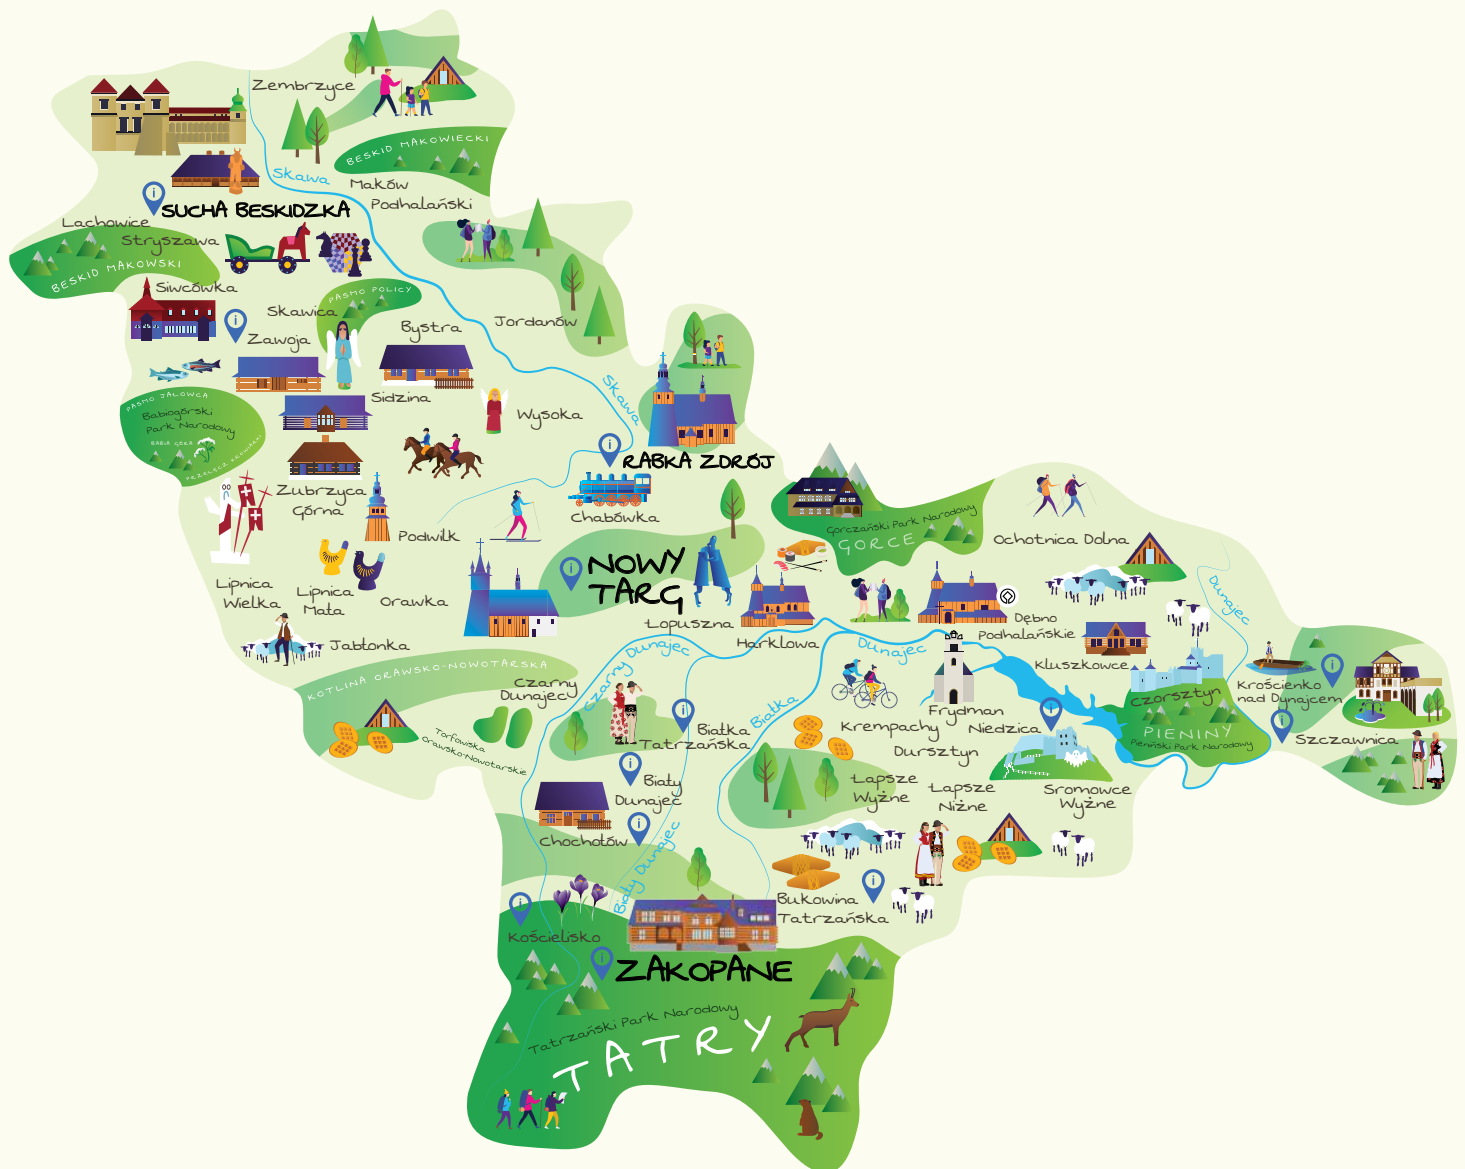 Zembrzyce
BESKID MAKOWIECKI
Skawa
Maków
Podhalański
SUCHA BESKIDZKA
Lachowice
Stryszawa
BESKID MAKOWSKI
Siwcówka
PASMO POLICY
Skawica
Zawoja
Bystra
Jordanów
Sidzina
Skawa
Wysoka
PASMO JAŁOWCA
Babiogórski
Park Narodowy
BABIA GÓRA
RABKA ZDRÓJ
Zubrzyca
Górna
Chabówka
Podwilk
Gorczański Park Narodowy
GORCE
Ochotnica Dolna
NOWY
TARG
Lipnica
Wielka
Lipnica
Mała
Orawka
Dunajec
Łopuszna
Harklowa
Dębno
Podhalańskie
Jabłonka
Czarny Dunajec
Dunajec
Kluszkowce
KOTLINA ORAWSKO-NOWOTARSKA
Czarny
Dunajec
Czorsztyn
Krościenko
nad Dunajcem
Białka
Frydman
Krempachy
Niedzica
PIENINY
Pieniński Park Narodowy
Szczawnica
Białka
Tatrzańska
Torfowiska
Orawsko-Nowotarskie
Dursztyn
Biały
Dunajec
Łapsze
Wyżne
Łapsze
Niżne
Sromowce
Wyżne
Chochołów
Biały Dunajec
Bukowina
Tatrzańska
Kościelisko
ZAKOPANE
Tatrzański Park Narodowy
TATRY